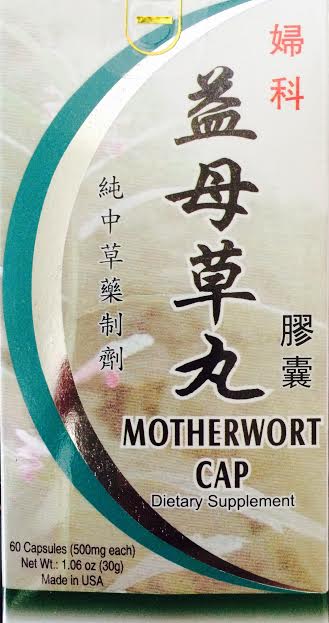 婦科
益母草丸
膠囊
純中草藥制劑
MOTHERWORT
CAP
Dietary Supplement
60 Capsules (500mg each)
Net Wt.: 1.06 oz (30g)
Made in USA